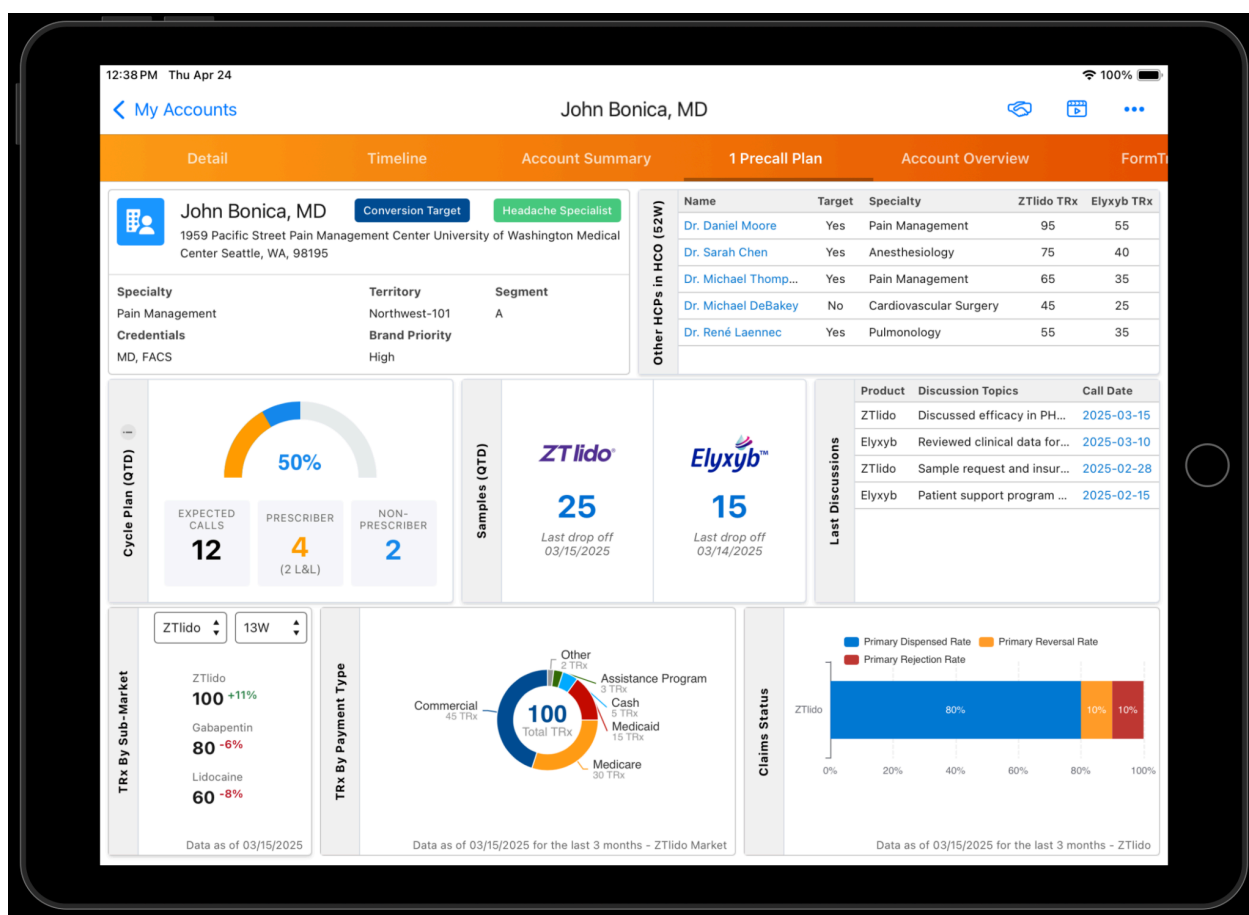 12:38 PM Thu Apr 24
100%
My Accounts
John Bonica, MD
Detail
Timeline
Account Summary
1 Precall Plan
Account Overview
FormTr
John Bonica, MD
Conversion Target
Headache Specialist
1959 Pacific Street Pain Management Center University of Washington Medical
Center Seattle, WA, 98195
Specialty
Territory
Segment
Pain Management
Northwest-101
A
Credentials
Brand Priority
MD, FACS
High
Other HCPs in HCO (52W)
Name Target Specialty ZTlido TRx Elyxyb TRx
Dr. Daniel Moore Yes Pain Management 95 55
Dr. Sarah Chen Yes Anesthesiology 75 40
Dr. Michael Thomp... Yes Pain Management 65 35
Dr. Michael DeBakey No Cardiovascular Surgery 45 25
Dr. René Laennec Yes Pulmonology 55 35
Cycle Plan (QTD)
50%
EXPECTED
CALLS
12
PRESCRIBER
4
(2 L&L)
NON-
PRESCRIBER
2
Samples (QTD)
ZTlido®
25
Last drop off
03/15/2025
Elyxyb™
15
Last drop off
03/14/2025
Last Discussions
Product Discussion Topics Call Date
ZTlido Discussed efficacy in PH... 2025-03-15
Elyxyb Reviewed clinical data for... 2025-03-10
ZTlido Sample request and insur... 2025-02-28
Elyxyb Patient support program ... 2025-02-15
TRx By Sub-Market
ZTlido
13W
ZTlido
100 +11%
Gabapentin
80 -6%
Lidocaine
60 -8%
Data as of 03/15/2025
TRx By Payment Type
Other
2 TRx
Assistance Program
3 TRx
Cash
5 TRx
Medicaid
15 TRx
Medicare
30 TRx
Commercial
45 TRx
100
Total TRx
Data as of 03/15/2025 for the last 3 months - ZTlido Market
Claims Status
Primary Dispensed Rate
Primary Reversal Rate
Primary Rejection Rate
ZTlido
80%
10%
10%
0% 20% 40% 60% 80% 100%
Data as of 03/15/2025 for the last 3 months - ZTlido